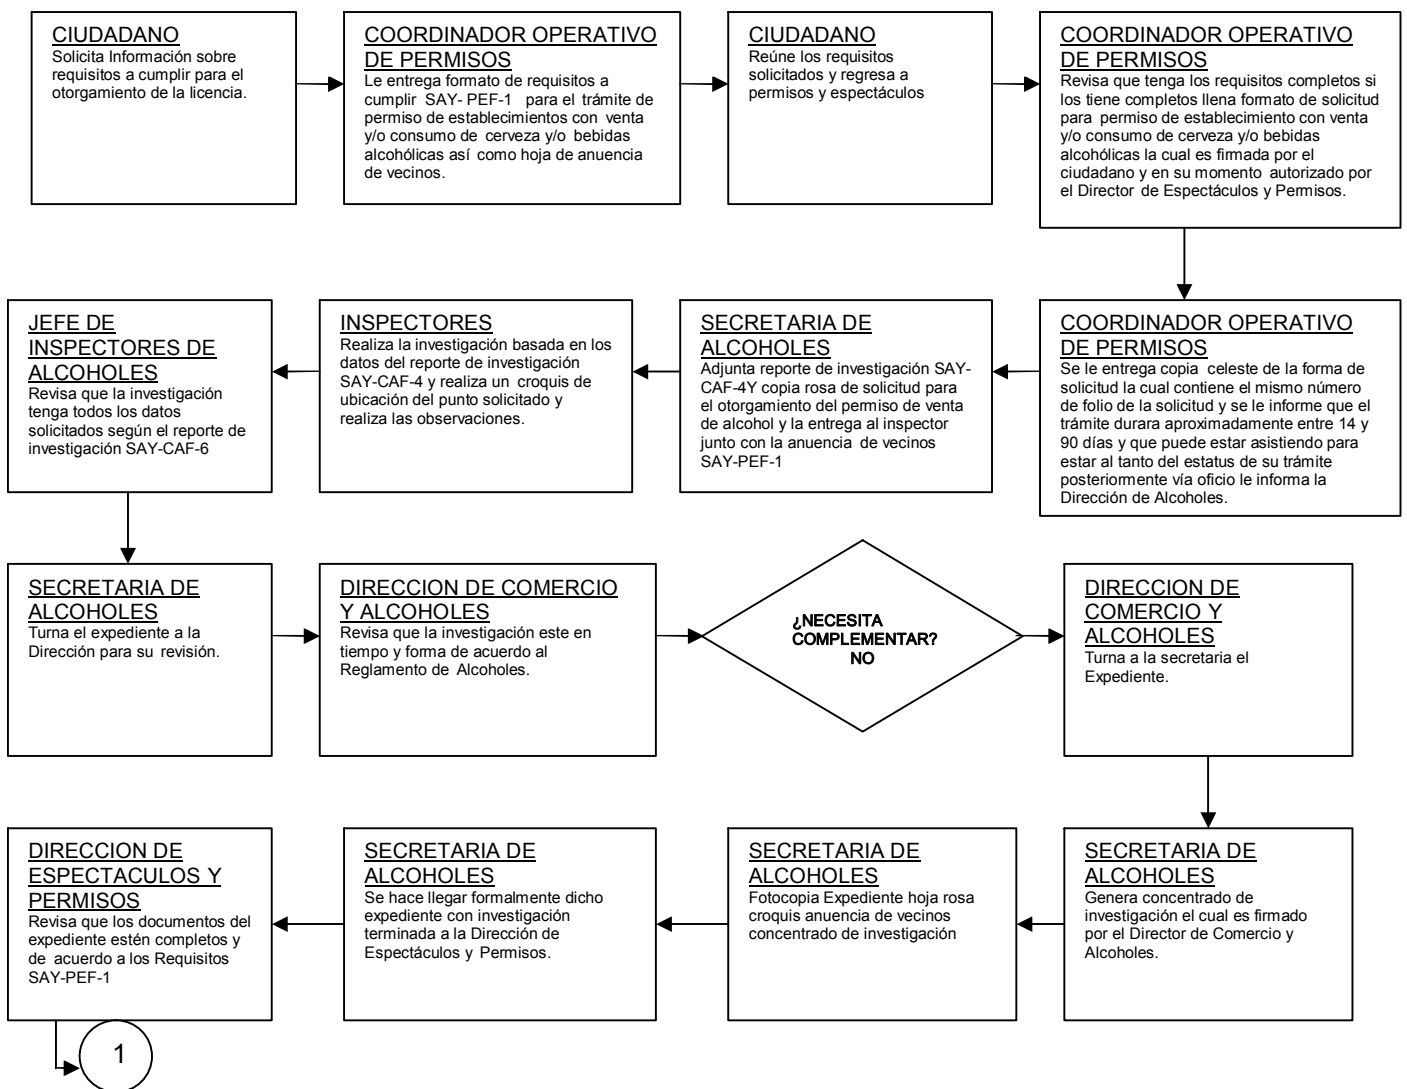 CIUDADANO
Solicita Información sobre
requisitos a cumplir para el
otorgamiento de la licencia.
COORDINADOR OPERATIVO
DE PERMISOS
Le entrega formato de requisitos a
cumplir SAY- PEF-1 para el trámite de
permiso de establecimientos con venta
y/o consumo de cerveza y/o bebidas
alcohólicas así como hoja de anuencia
de vecinos.
CIUDADANO
Reúne los requisitos
solicitados y regresa a
permisos y espectáculos
COORDINADOR OPERATIVO
DE PERMISOS
Revisa que tenga los requisitos completos si
los tiene completos llena formato de solicitud
para permiso de establecimiento con venta
y/o consumo de cerveza y/o bebidas
alcohólicas la cual es firmada por el
ciudadano y en su momento autorizado por
el Director de Espectáculos y Permisos.
COORDINADOR OPERATIVO
DE PERMISOS
Se le entrega copia celeste de la forma de
solicitud la cual contiene el mismo número
de folio de la solicitud y se le informe que el
trámite durara aproximadamente entre 14 y
90 días y que puede estar asistiendo para
estar al tanto del estatus de su trámite
posteriormente vía oficio le informa la
Dirección de Alcoholes.
SECRETARIA DE
ALCOHOLES
Adjunta reporte de investigación SAY-
CAF-4Y copia rosa de solicitud para
el otorgamiento del permiso de venta
de alcohol y la entrega al inspector
junto con la anuencia de vecinos
SAY-PEF-1
INSPECTORES
Realiza la investigación basada en los
datos del reporte de investigación
SAY-CAF-4 y realiza un croquis de
ubicación del punto solicitado y
realiza las observaciones.
JEFE DE
INSPECTORES DE
ALCOHOLES
Revisa que la investigación
tenga todos los datos
solicitados según el reporte de
investigación SAY-CAF-6
SECRETARIA DE
ALCOHOLES
Turna el expediente a la
Dirección para su revisión.
DIRECCION DE COMERCIO
Y ALCOHOLES
Revisa que la investigación este en
tiempo y forma de acuerdo al
Reglamento de Alcoholes.
¿NECESITA
COMPLEMENTAR?
NO
DIRECCION DE
COMERCIO Y
ALCOHOLES
Turna a la secretaria el
Expediente.
SECRETARIA DE
ALCOHOLES
Genera concentrado de
investigación el cual es firmado
por el Director de Comercio y
Alcoholes.
SECRETARIA DE
ALCOHOLES
Fotocopia Expediente hoja rosa
croquis anuencia de vecinos
concentrado de investigación
SECRETARIA DE
ALCOHOLES
Se hace llegar formalmente dicho
expediente con investigación
terminada a la Dirección de
Espectáculos y Permisos.
DIRECCION DE
ESPECTACULOS Y
PERMISOS
Revisa que los documentos del
expediente estén completos y
de acuerdo a los Requisitos
SAY-PEF-1
1